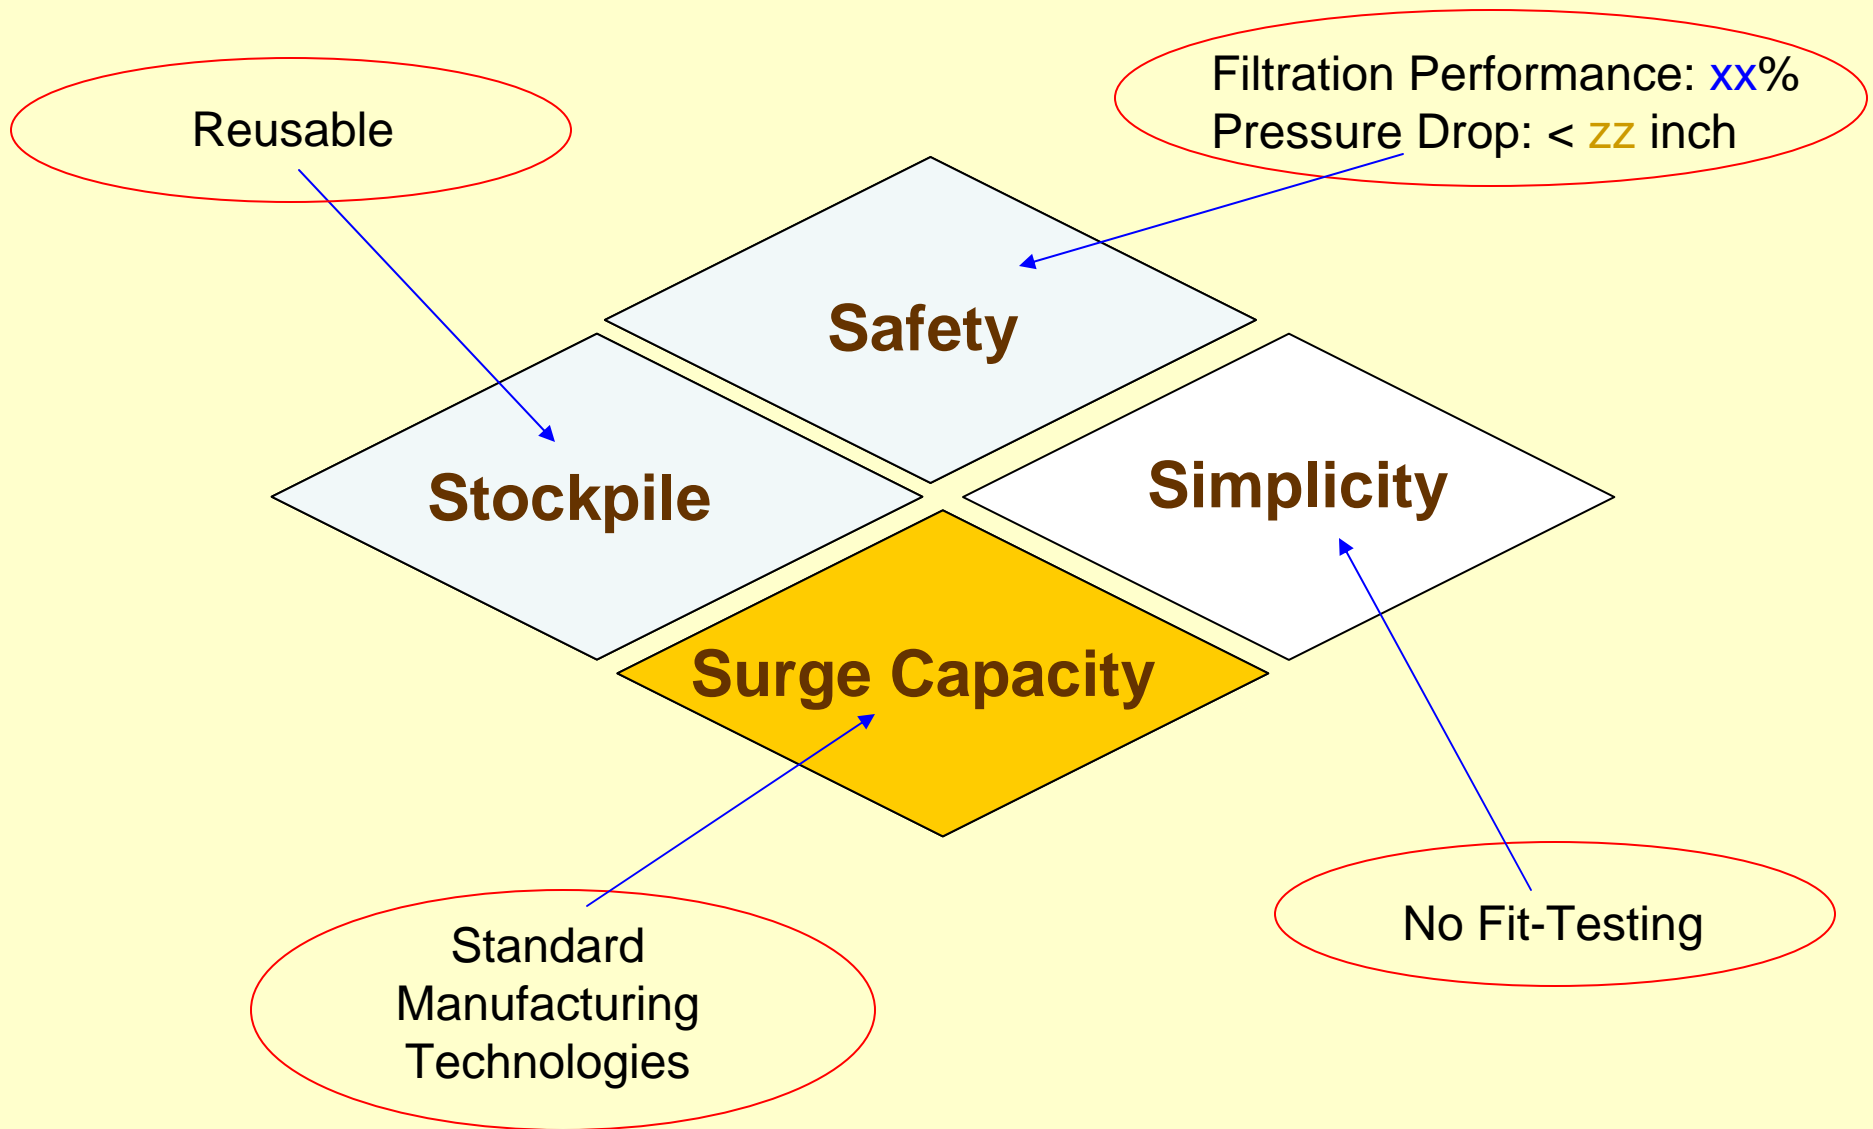 Filtration Performance: xx%
Pressure Drop: < zz inch
Reusable
Safety
Stockpile
Simplicity
Surge Capacity
No Fit-Testing
Standard
Manufacturing
Technologies